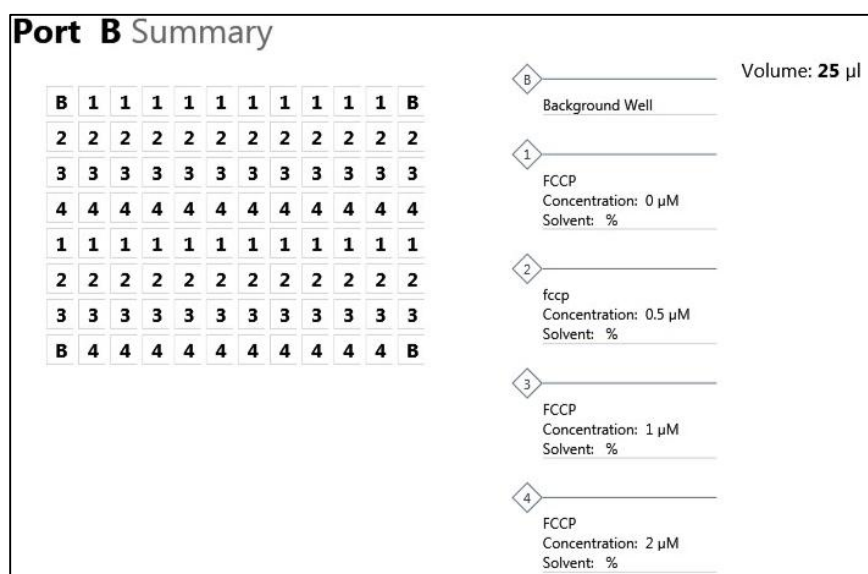 Port B Summary
Volume: 25 µl
B 1 1 1 1 1 1 1 1 1 1 B
2 2 2 2 2 2 2 2 2 2 2 2
3 3 3 3 3 3 3 3 3 3 3 3
4 4 4 4 4 4 4 4 4 4 4 4
1 1 1 1 1 1 1 1 1 1 1 1
2 2 2 2 2 2 2 2 2 2 2 2
3 3 3 3 3 3 3 3 3 3 3 3
B 4 4 4 4 4 4 4 4 4 4 B
B
Background Well
1
FCCP
Concentration: 0 µM
Solvent: %
2
fccp
Concentration: 0.5 µM
Solvent: %
3
FCCP
Concentration: 1 µM
Solvent: %
4
FCCP
Concentration: 2 µM
Solvent: %